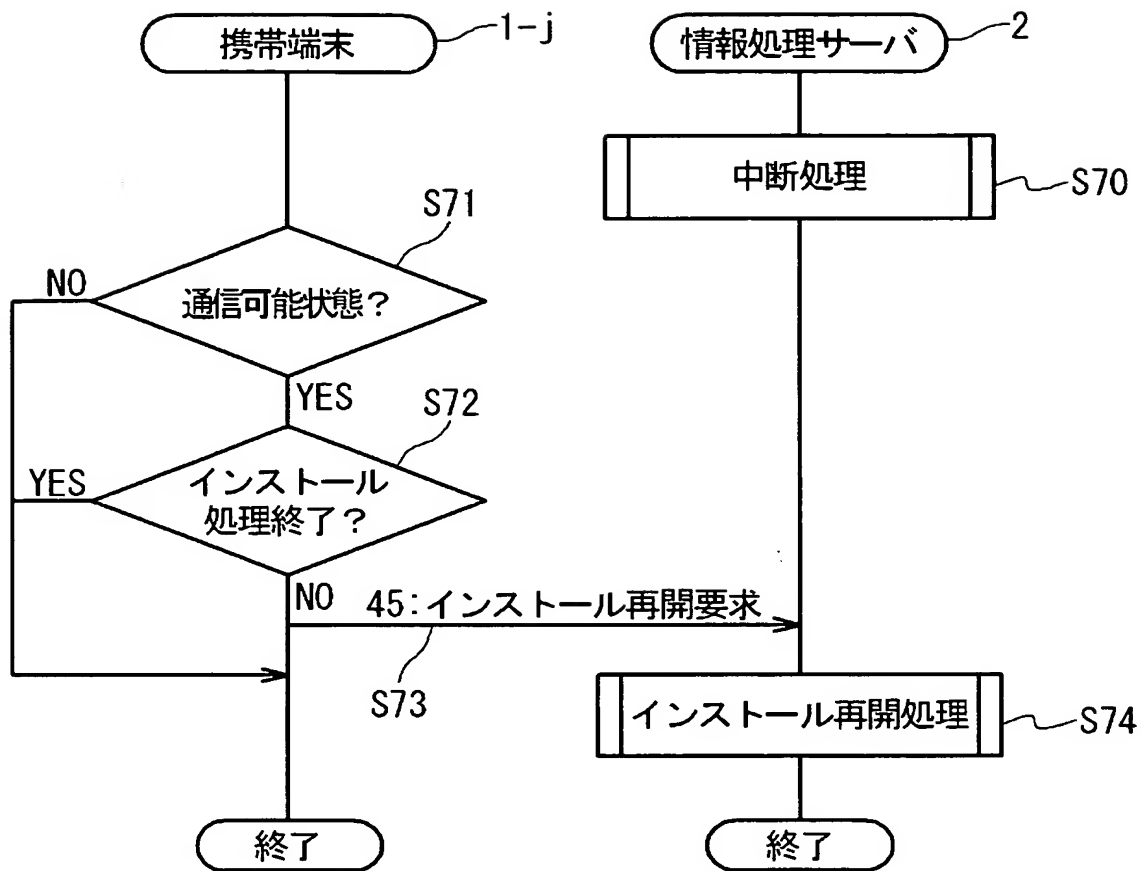 携帯端末
1-j
情報処理サーバ
2
中断処理
S70
S71
NO
通信可能状態?
YES
S72
YES
インストール
処理終了?
NO
45:インストール再開要求
S73
インストール再開処理
S74
終了
終了